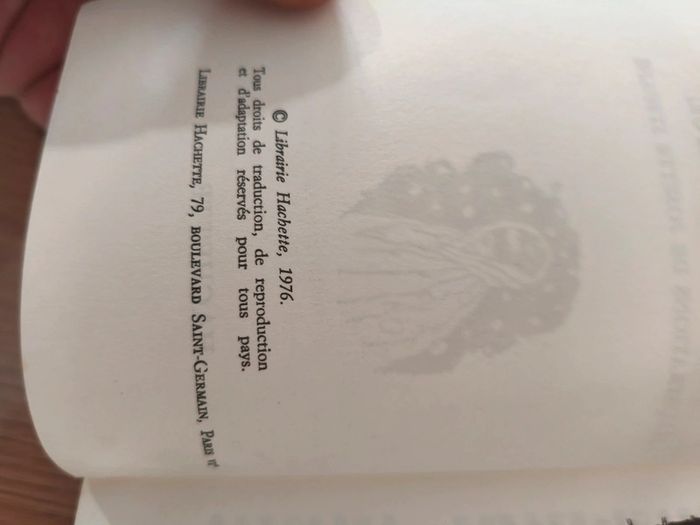 © Librairie Hachette, 1976.
Tous droits de traduction, de reproduction
et d'adaptation réservés pour tous pays.
LIBRAIRIE HACHETTE, 79, BOULEVARD SAINT-GERMAIN, PARIS VIᵉ